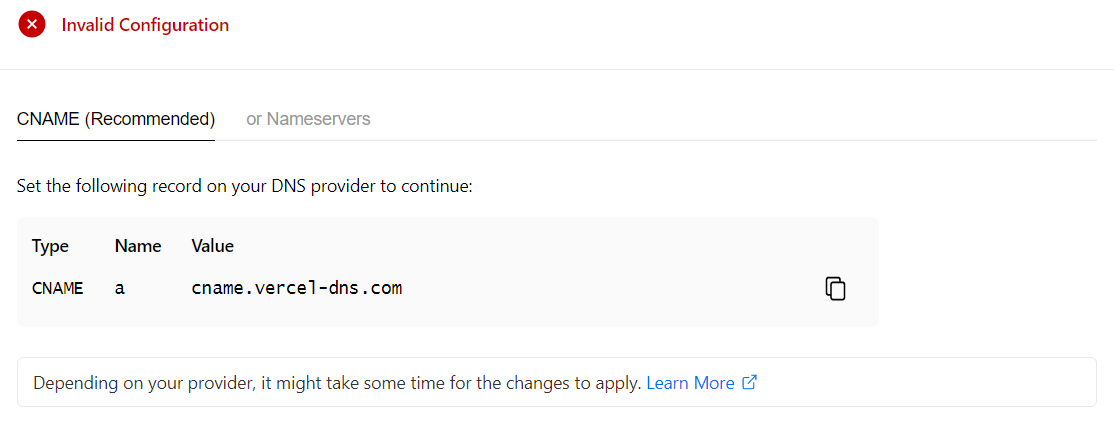 Invalid Configuration
CNAME (Recommended) or Nameservers
Set the following record on your DNS provider to continue:
Type Name Value
CNAME a cname.vercel-dns.com
Depending on your provider, it might take some time for the changes to apply. Learn More